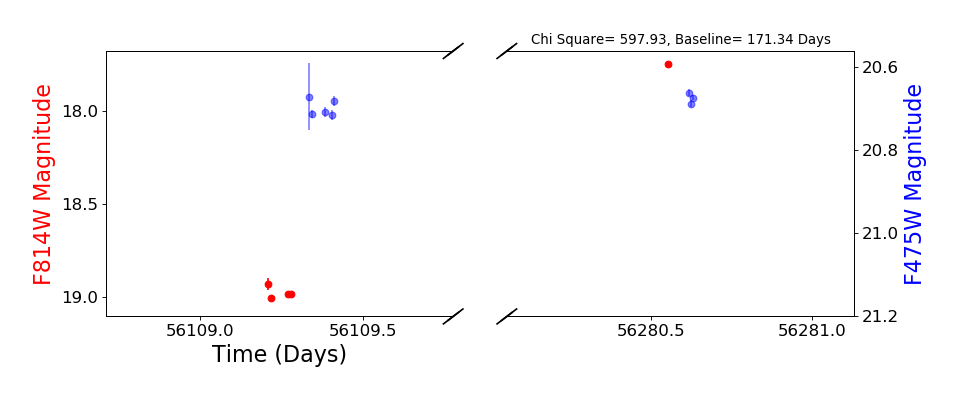 Chi Square= 597.93, Baseline= 171.34 Days
F814W Magnitude
18.0
18.5
19.0
20.6
20.8
21.0
21.2
F475W Magnitude
56109.0
56109.5
56280.5
56281.0
Time (Days)